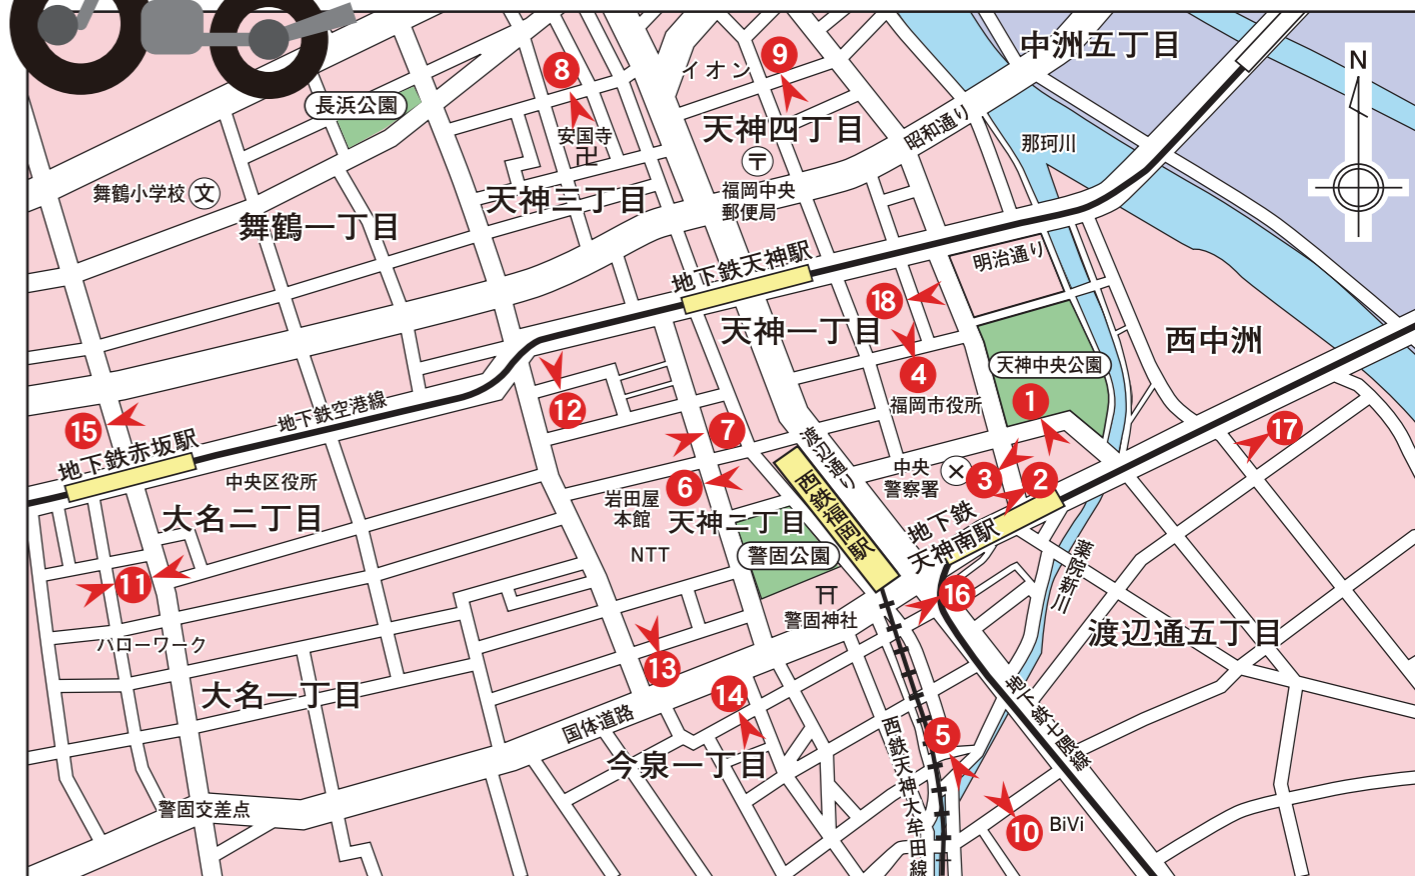 中洲五丁目
N
9
イオン
8
長浜公園
天神四丁目
昭和通り
那珂川
安国寺
卍
〒
福岡中央
郵便局
舞鶴小学校
文
天神三丁目
舞鶴一丁目
地下鉄天神駅
明治通り
18
天神一丁目
西中洲
天神中央公園
4
福岡市役所
1
12
地下鉄空港線
15
7
渡辺通り
17
地下鉄赤坂駅
中央区役所
6
中央
警察署
3
2
岩田屋
本館
大名二丁目
天神二丁目
西鉄福岡駅
地下鉄
天神南駅
NTT
警固公園
薬院新川
11
16
警固神社
ハローワーク
渡辺通五丁目
13
大名一丁目
14
国体道路
地下鉄七隈線
5
西鉄天神大牟田線
今泉一丁目
警固交差点
10
BiVi